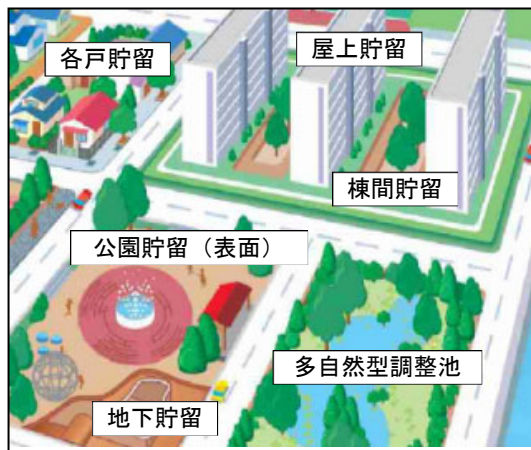 各戸貯留
屋上貯留
棟間貯留
公園貯留（表面）
多自然型調整池
地下貯留